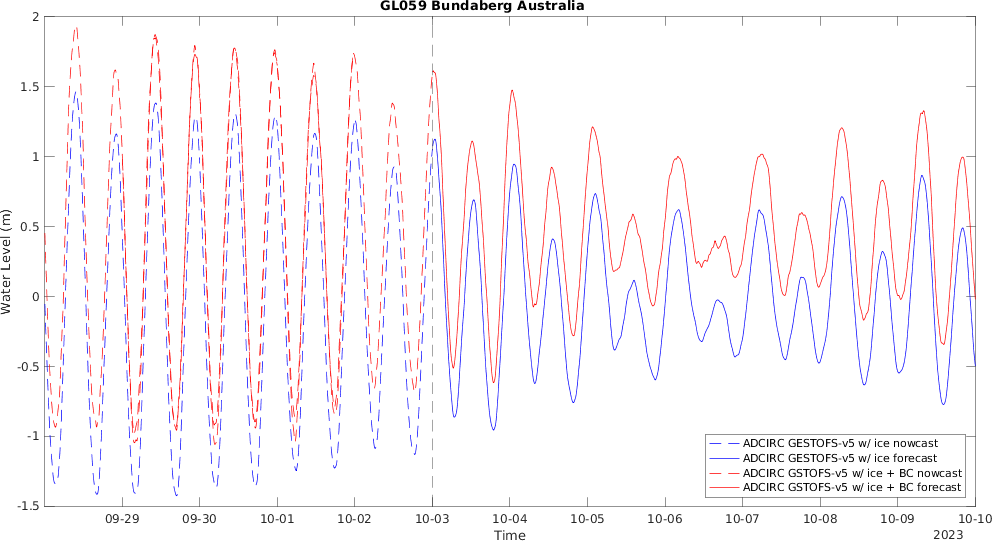 GL059 Bundaberg Australia
Water Level (m)
2
1.5
1
0.5
0
-0.5
-1
-1.5
09-29 09-30 10-01 10-02 10-03 10-04 10-05 10-06 10-07 10-08 10-09 10-10
Time
2023
ADCIRC GESTOFS-v5 w/ ice nowcast
ADCIRC GESTOFS-v5 w/ ice forecast
ADCIRC GSTOFS-v5 w/ ice + BC nowcast
ADCIRC GSTOFS-v5 w/ ice + BC forecast